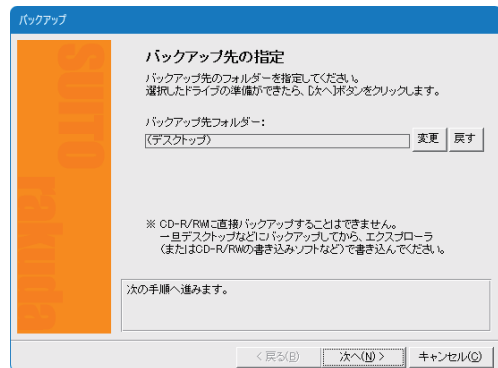 バックアップ
SUITO
rakuda
バックアップ先の指定
バックアップ先のフォルダーを指定してください。
選択したドライブの準備ができたら、[次へ]ボタンをクリックします。
バックアップ先フォルダー:
(デスクトップ)
変更
戻す
※ CD-R/RWに直接バックアップすることはできません。
一旦デスクトップなどにバックアップしてから、エクスプローラ
(またはCD-R/RWの書き込みソフトなど)で書き込んでください。
次の手順へ進みます。
< 戻る(B)
次へ(N) >
キャンセル(C)